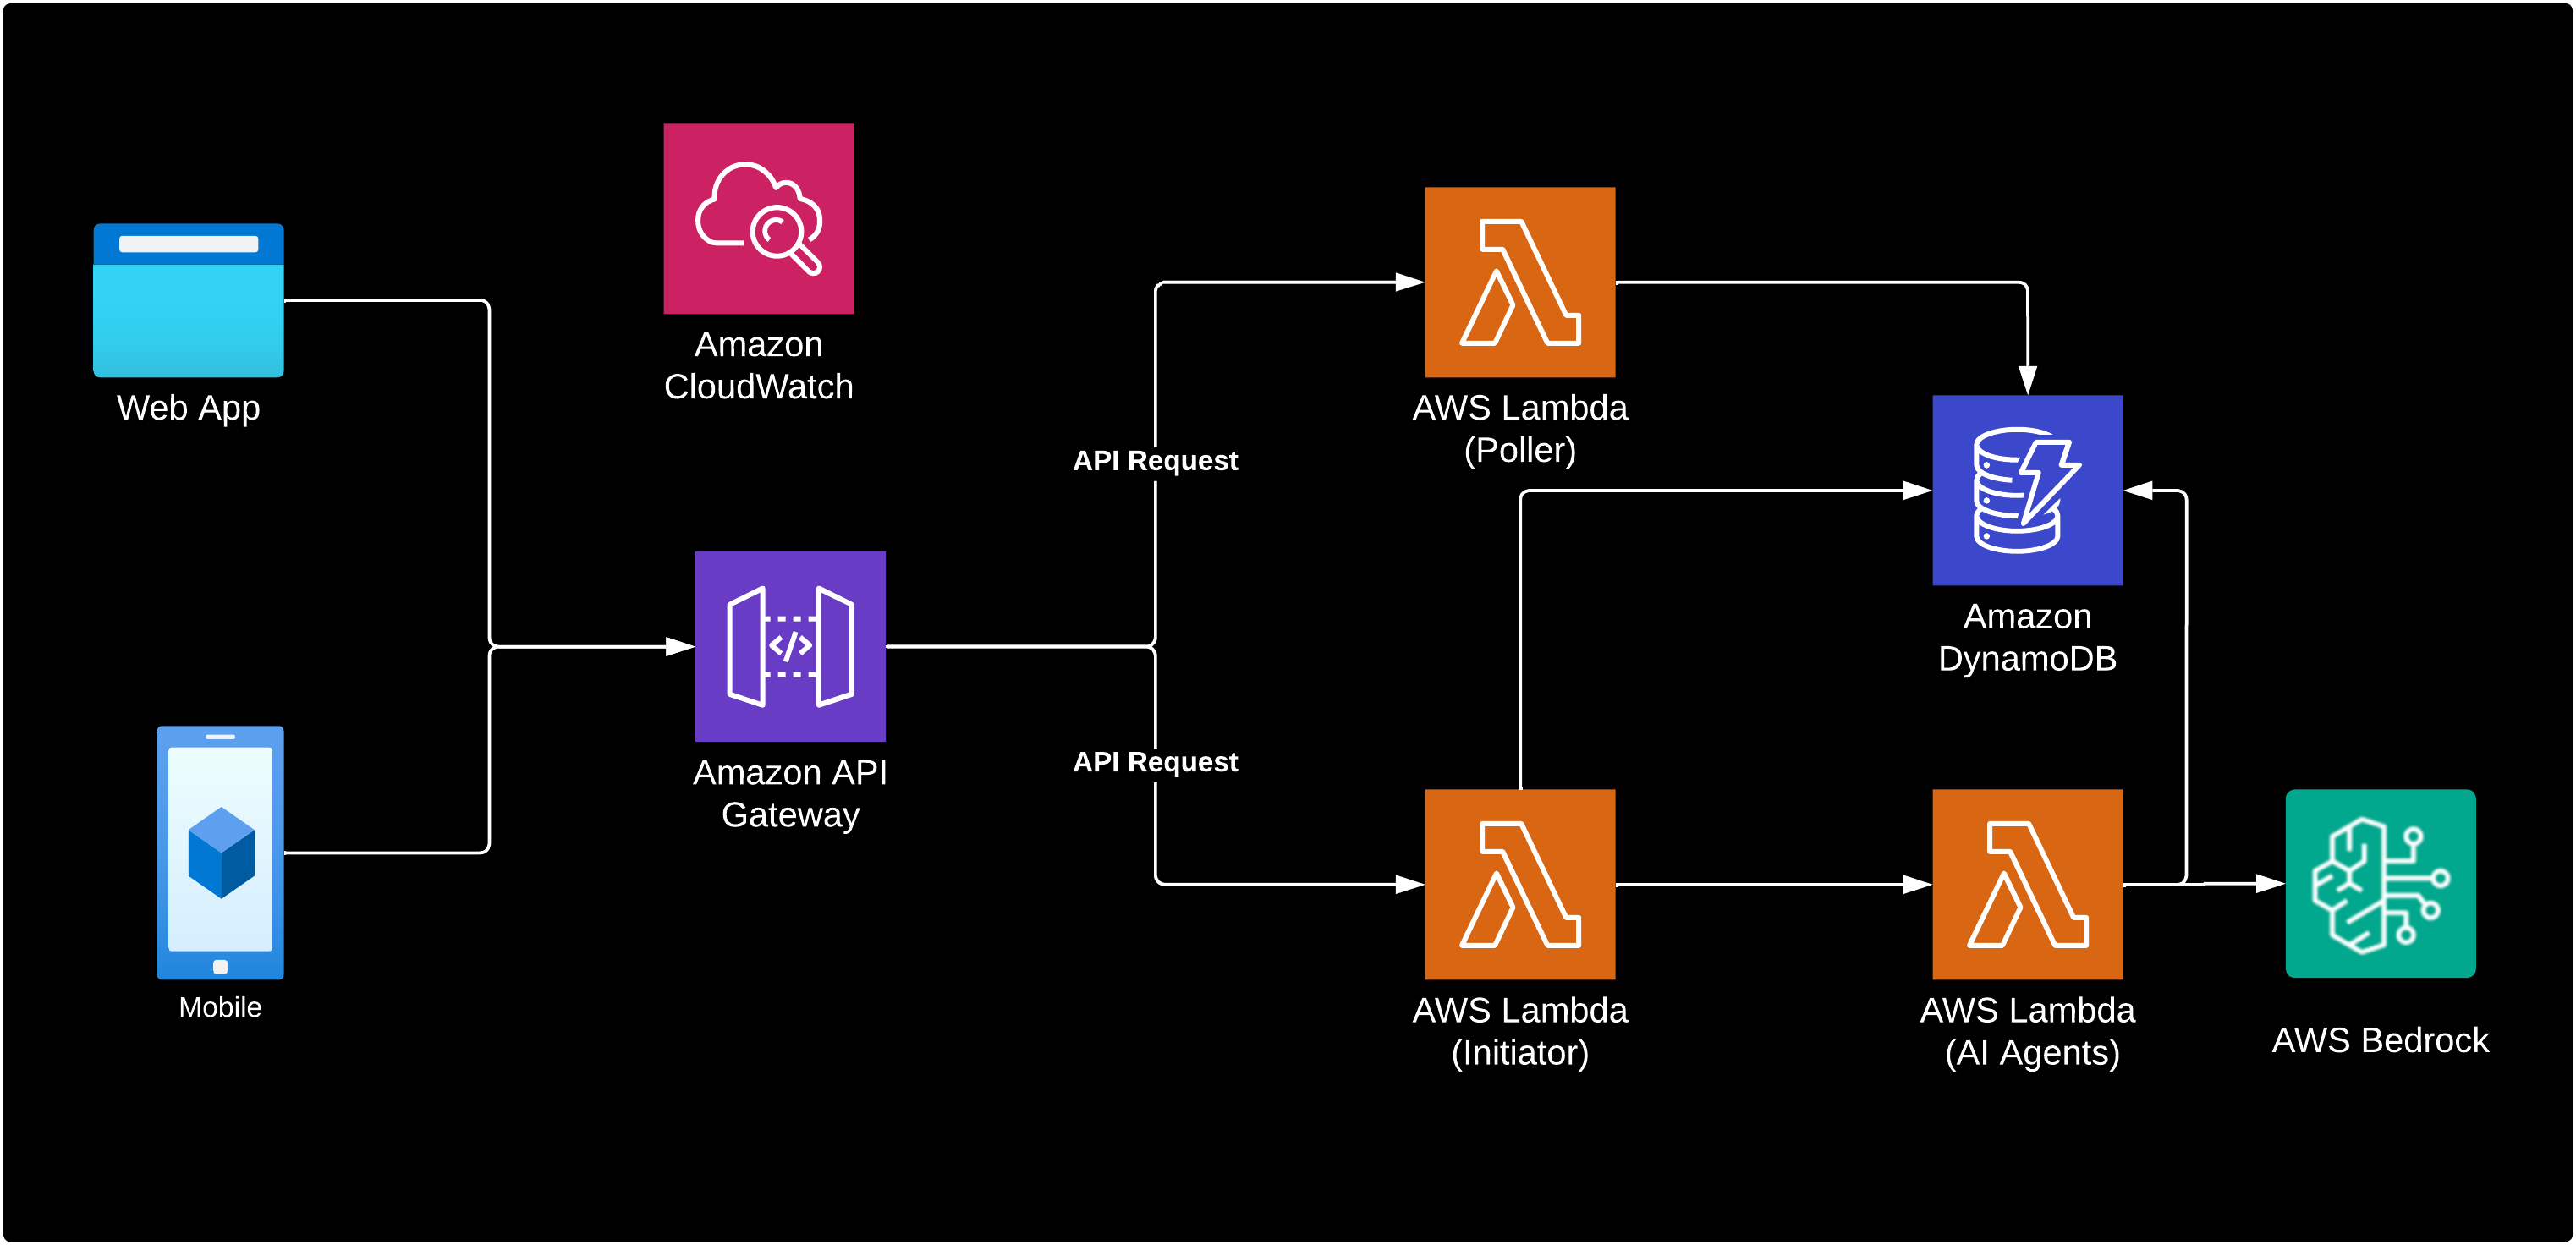 Web App
Mobile
Amazon
CloudWatch
Amazon API
Gateway
API Request
API Request
AWS Lambda
(Poller)
AWS Lambda
(Initiator)
Amazon
DynamoDB
AWS Lambda
(AI Agents)
AWS Bedrock